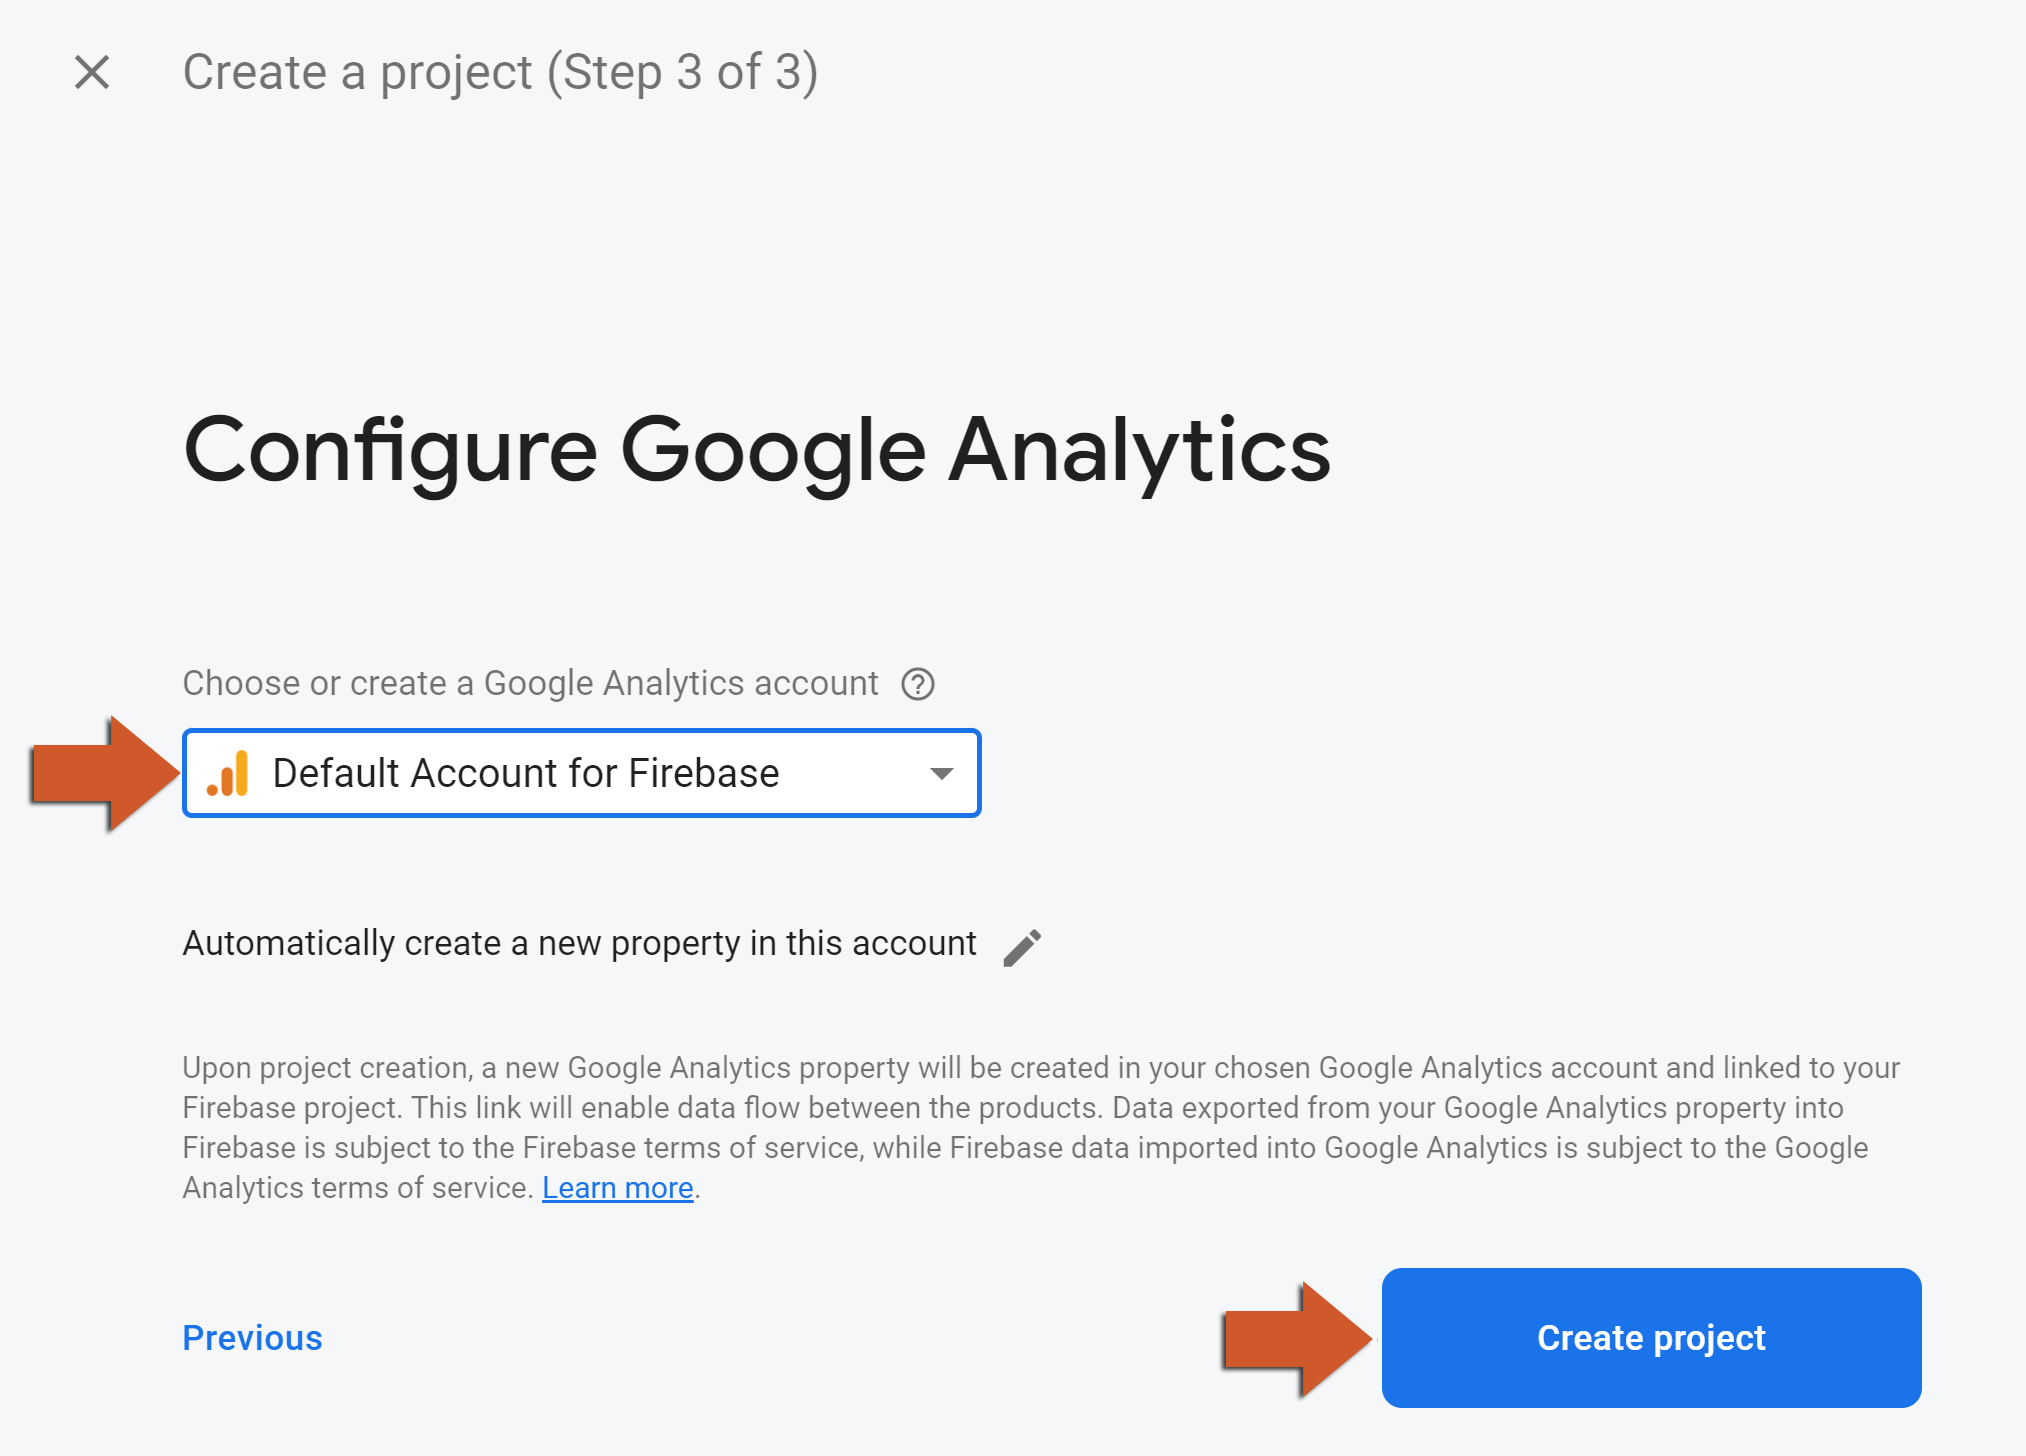 Create a project (Step 3 of 3)
Configure Google Analytics
Choose or create a Google Analytics account
Default Account for Firebase
Automatically create a new property in this account
Upon project creation, a new Google Analytics property will be created in your chosen Google Analytics account and linked to your
Firebase project. This link will enable data flow between the products. Data exported from your Google Analytics property into
Firebase is subject to the Firebase terms of service, while Firebase data imported into Google Analytics is subject to the Google
Analytics terms of service. Learn more.
Previous
Create project